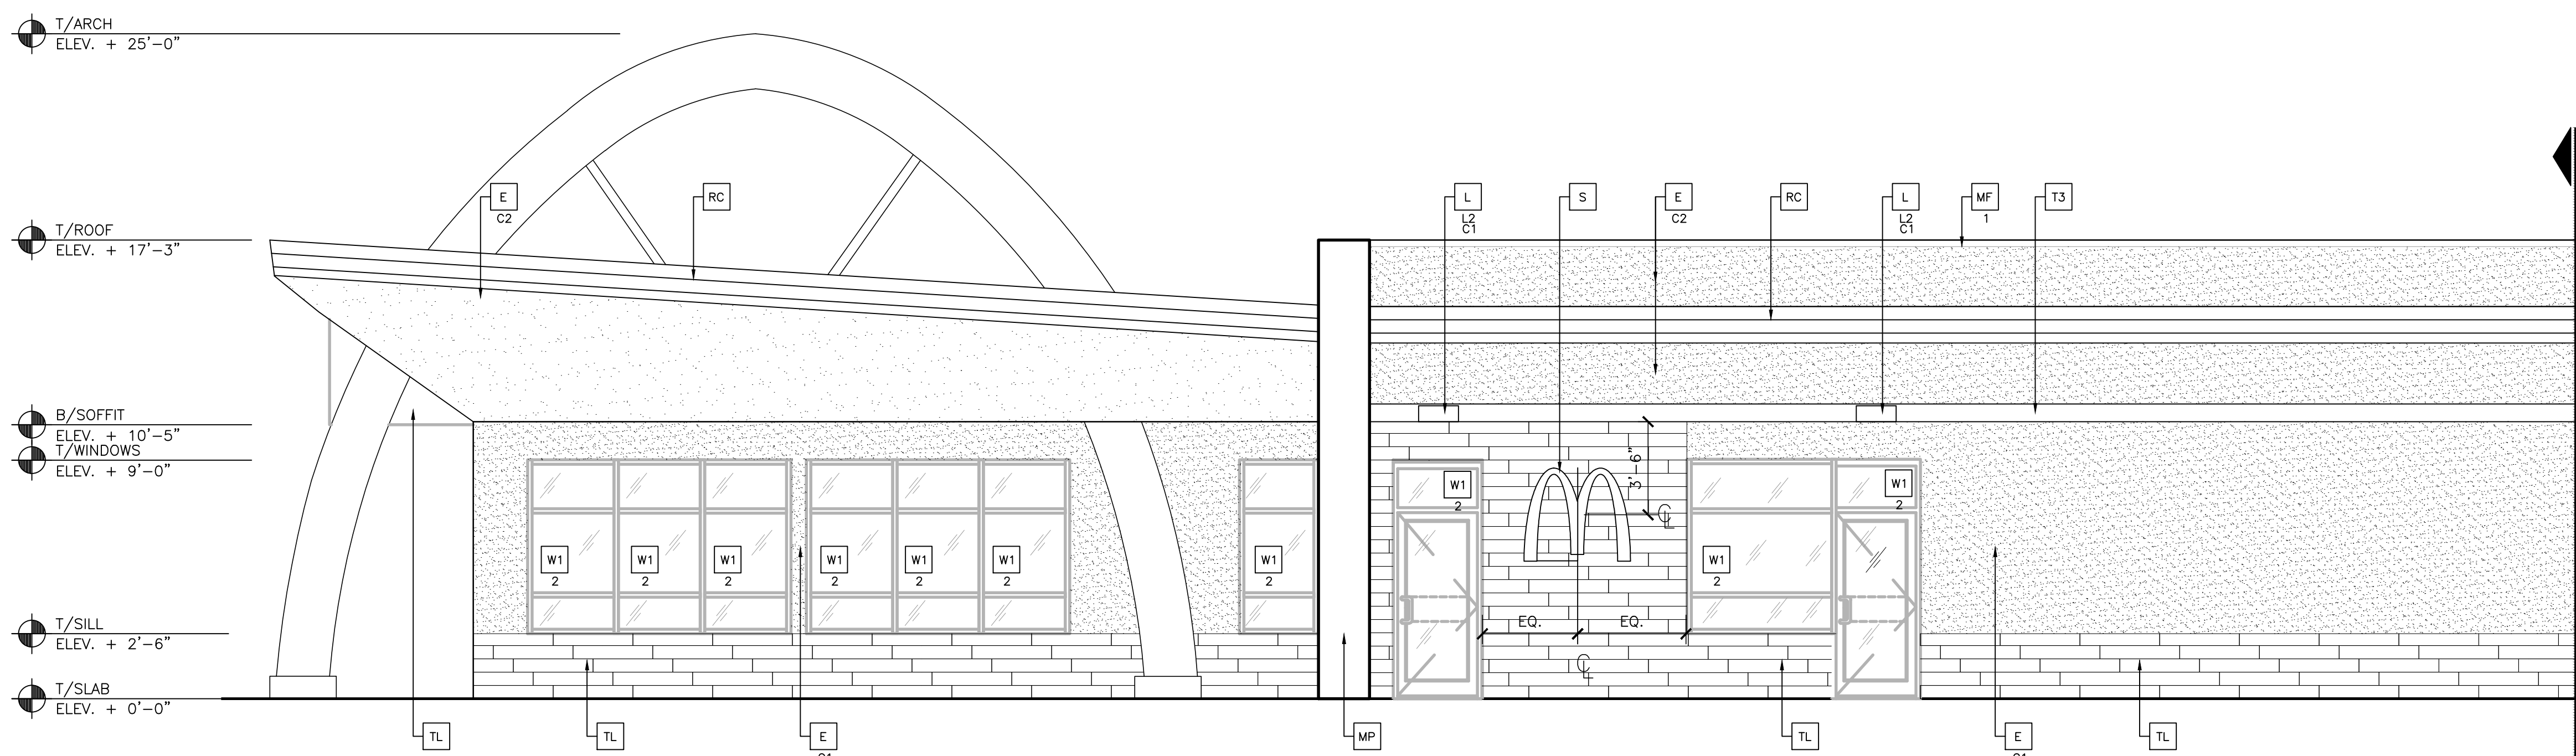 T/ARCH
ELEV. + 25'-0"
T/ROOF
ELEV. + 17'-3"
B/SOFFIT
ELEV. + 10'-5"
T/WINDOWS
ELEV. + 9'-0"
T/SILL
ELEV. + 2'-6"
T/SLAB
ELEV. + 0'-0"
E
C2
RC
L
L2
C1
S
E
C2
RC
L
L2
C1
MF
1
T3
3'-6"
W1
2
W1
2
W1
2
W1
2
W1
2
W1
2
W1
2
W1
2
W1
2
W1
2
CL
EQ.
EQ.
CL
TL
TL
E
MP
TL
E
TL